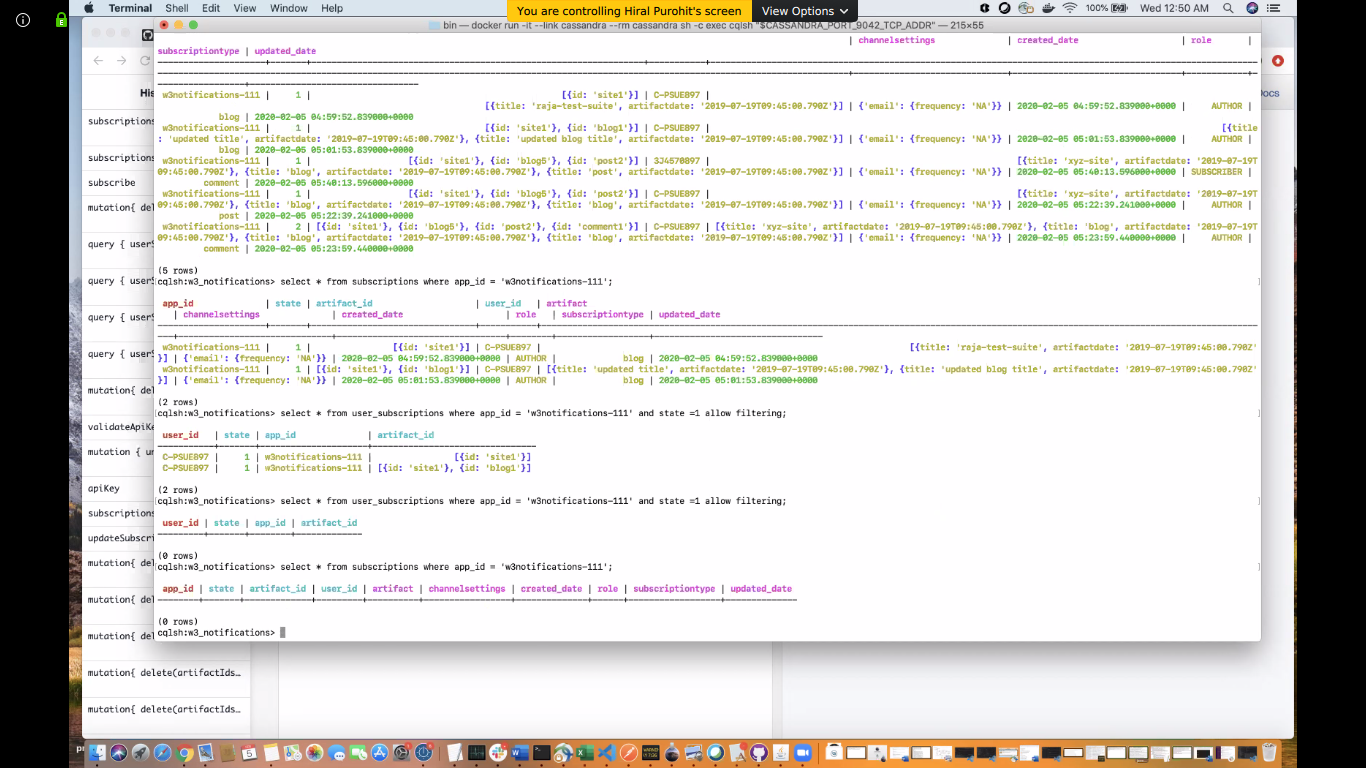 Terminal Shell Edit View Window Help
You are controlling Hiral Purohit's screen View Options
100% Wed 12:50 AM
bin — docker run -it --link cassandra --rm cassandra sh -c exec cqlsh "$CASSANDRA_PORT_9042_TCP_ADDR" — 215×55
| channelsettings | created_date | role |
subscriptiontype | updated_date
w3notifications-111 | 1 | [{id: 'site1'}] | C-PSUE897 |
[{title: 'raja-test-suite', artifactdate: '2019-07-19T09:45:00.790Z'}] | {'email': {frequency: 'NA'}} | 2020-02-05 04:59:52.839000+0000 | AUTHOR |
blog | 2020-02-05 04:59:52.839000+0000
w3notifications-111 | 1 | [{id: 'site1'}, {id: 'blog1'}] | C-PSUE897 | [{title
: 'updated title', artifactdate: '2019-07-19T09:45:00.790Z'}, {title: 'updated blog title', artifactdate: '2019-07-19T09:45:00.790Z'}] | {'email': {frequency: 'NA'}} | 2020-02-05 05:01:53.839000+0000 | AUTHOR |
blog | 2020-02-05 05:01:53.839000+0000
w3notifications-111 | 1 | [{id: 'site1'}, {id: 'blog5'}, {id: 'post2'}] | 3J4570897 | [{title: 'xyz-site', artifactdate: '2019-07-19T
09:45:00.790Z'}, {title: 'blog', artifactdate: '2019-07-19T09:45:00.790Z'}, {title: 'post', artifactdate: '2019-07-19T09:45:00.790Z'}] | {'email': {frequency: 'NA'}} | 2020-02-05 05:40:13.596000+0000 | SUBSCRIBER |
comment | 2020-02-05 05:40:13.596000+0000
w3notifications-111 | 1 | [{id: 'site1'}, {id: 'blog5'}, {id: 'post2'}] | C-PSUE897 | [{title: 'xyz-site', artifactdate: '2019-07-19T
09:45:00.790Z'}, {title: 'blog', artifactdate: '2019-07-19T09:45:00.790Z'}, {title: 'blog', artifactdate: '2019-07-19T09:45:00.790Z'}] | {'email': {frequency: 'NA'}} | 2020-02-05 05:22:39.241000+0000 | AUTHOR |
post | 2020-02-05 05:22:39.241000+0000
w3notifications-111 | 2 | [{id: 'site1'}, {id: 'blog5'}, {id: 'post2'}, {id: 'comment1'}] | C-PSUE897 | [{title: 'xyz-site', artifactdate: '2019-07-19T09:45:00.790Z'}, {title: 'blog', artifactdate: '2019-07-19T
09:45:00.790Z'}, {title: 'blog', artifactdate: '2019-07-19T09:45:00.790Z'}, {title: 'blog', artifactdate: '2019-07-19T09:45:00.790Z'}] | {'email': {frequency: 'NA'}} | 2020-02-05 05:23:59.440000+0000 | AUTHOR |
comment | 2020-02-05 05:23:59.440000+0000
(5 rows)
cqlsh:w3_notifications> select * from subscriptions where app_id = 'w3notifications-111';
app_id | state | artifact_id | user_id | artifact
| channelsettings | created_date | role | subscriptiontype | updated_date
w3notifications-111 | 1 | [{id: 'site1'}] | C-PSUE897 | [{title: 'raja-test-suite', artifactdate: '2019-07-19T09:45:00.790Z'
}] | {'email': {frequency: 'NA'}} | 2020-02-05 04:59:52.839000+0000 | AUTHOR | blog | 2020-02-05 04:59:52.839000+0000
w3notifications-111 | 1 | [{id: 'site1'}, {id: 'blog1'}] | C-PSUE897 | [{title: 'updated title', artifactdate: '2019-07-19T09:45:00.790Z'}, {title: 'updated blog title', artifactdate: '2019-07-19T09:45:00.790Z'
}] | {'email': {frequency: 'NA'}} | 2020-02-05 05:01:53.839000+0000 | AUTHOR | blog | 2020-02-05 05:01:53.839000+0000
(2 rows)
cqlsh:w3_notifications> select * from user_subscriptions where app_id = 'w3notifications-111' and state =1 allow filtering;
user_id | state | app_id | artifact_id
C-PSUE897 | 1 | w3notifications-111 | [{id: 'site1'}]
C-PSUE897 | 1 | w3notifications-111 | [{id: 'site1'}, {id: 'blog1'}]
(2 rows)
cqlsh:w3_notifications> select * from user_subscriptions where app_id = 'w3notifications-111' and state =1 allow filtering;
user_id | state | app_id | artifact_id
(0 rows)
cqlsh:w3_notifications> select * from subscriptions where app_id = 'w3notifications-111';
app_id | state | artifact_id | user_id | artifact | channelsettings | created_date | role | subscriptiontype | updated_date
(0 rows)
cqlsh:w3_notifications>
His
Docs
subscriptions
subscriptions
subscribe
mutation{ del
query { userS
query { userS
query { userS
query { userS
mutation{ del
validateApiKe
mutation { un
apiKey
subscriptions
updateSubscri
mutation{ del
mutation{ del
mutation{ del
mutation{ delete(artifactIds…
mutation{ delete(artifactIds…